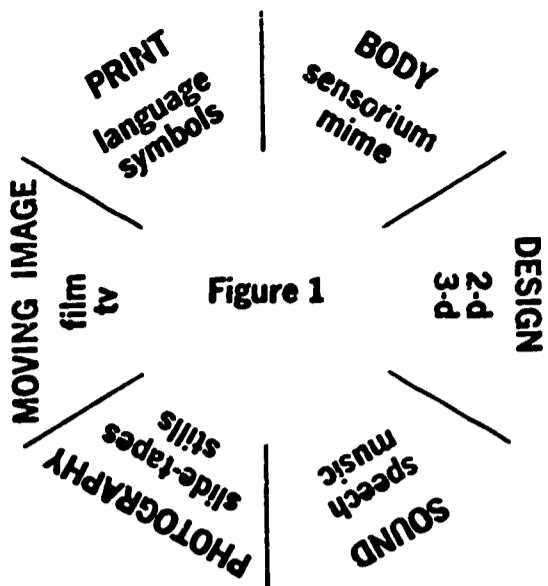 PRINT
language
symbols
BODY
sensorium
mime
DESIGN
2-d
3-d
SOUND
speech
music
PHOTOGRAPHY
slide-tapes
stills
MOVING IMAGE
film
tv
Figure 1